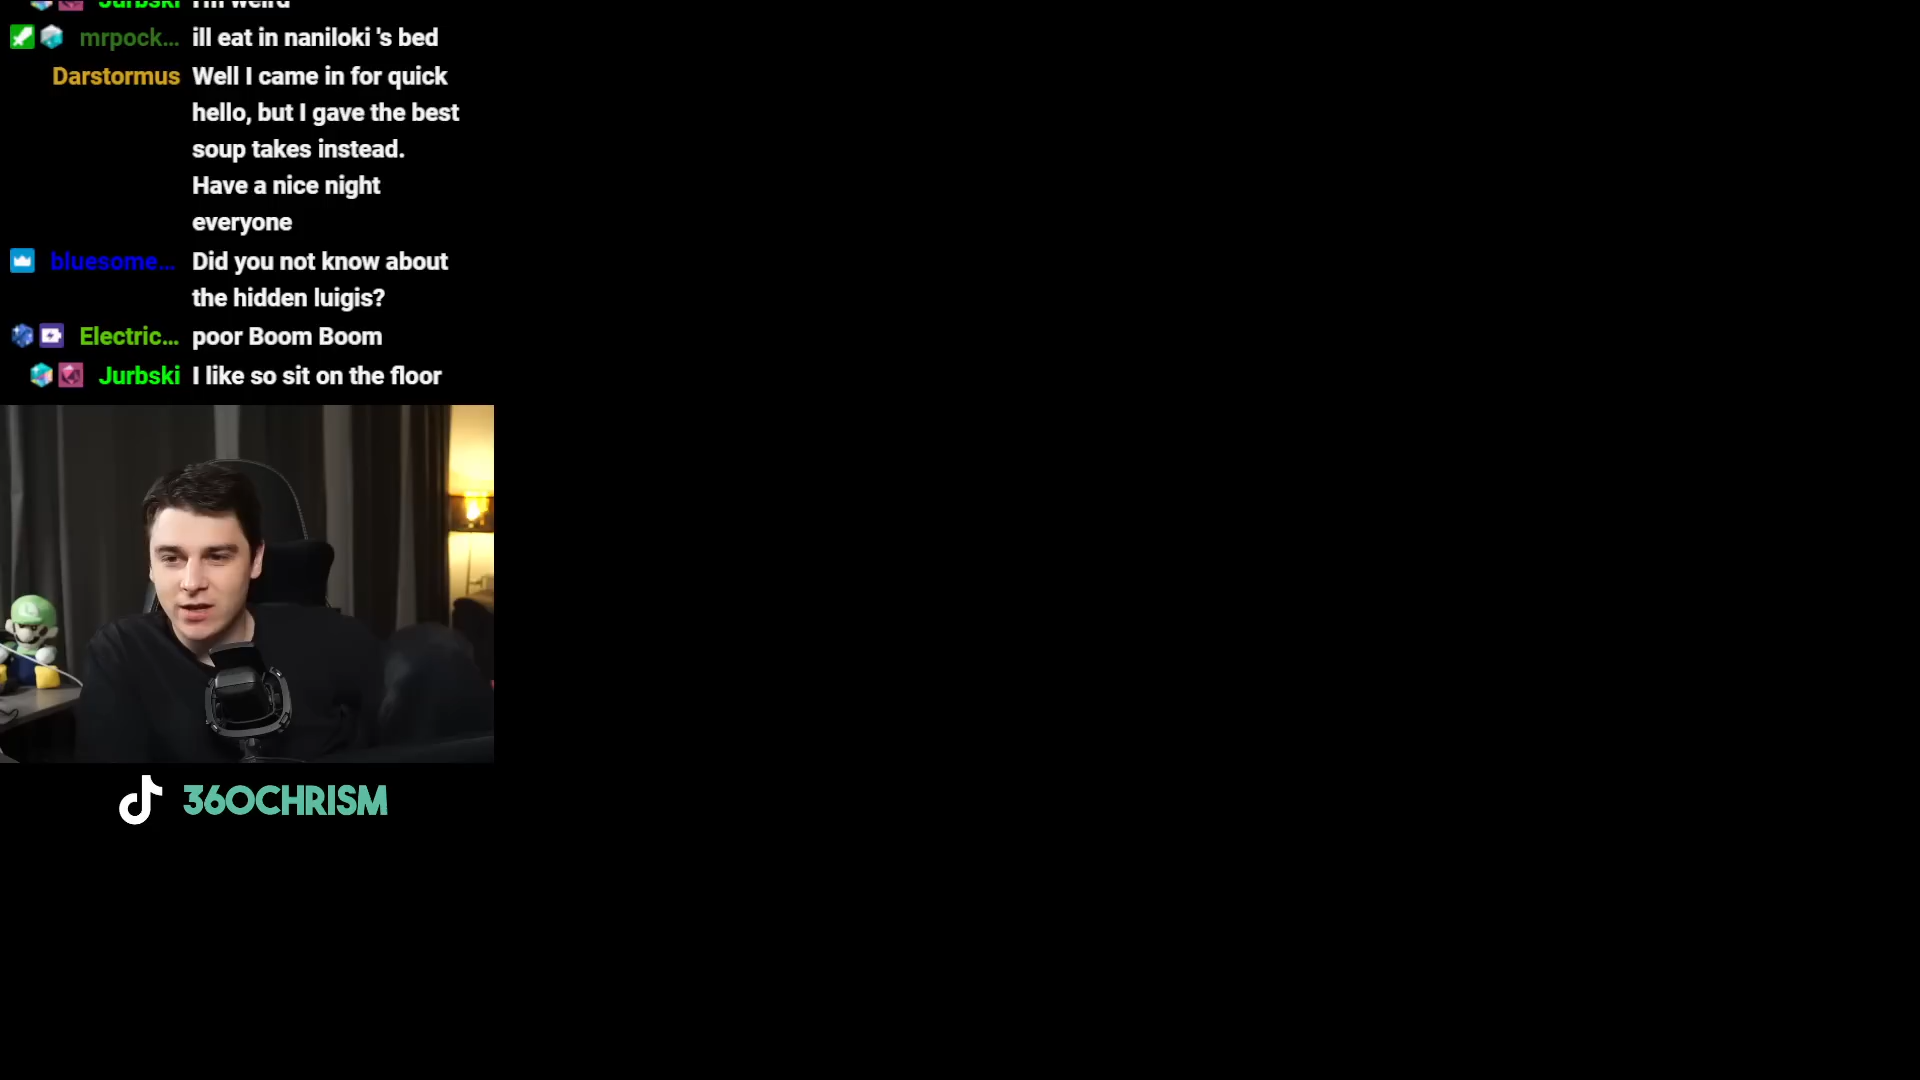 Jurbski I'm weird
mrpock... ill eat in naniloki 's bed
Darstormus Well I came in for quick
hello, but I gave the best
soup takes instead.
Have a nice night
everyone
bluesome... Did you not know about
the hidden luigis?
Electric... poor Boom Boom
Jurbski I like so sit on the floor
360CHRISM